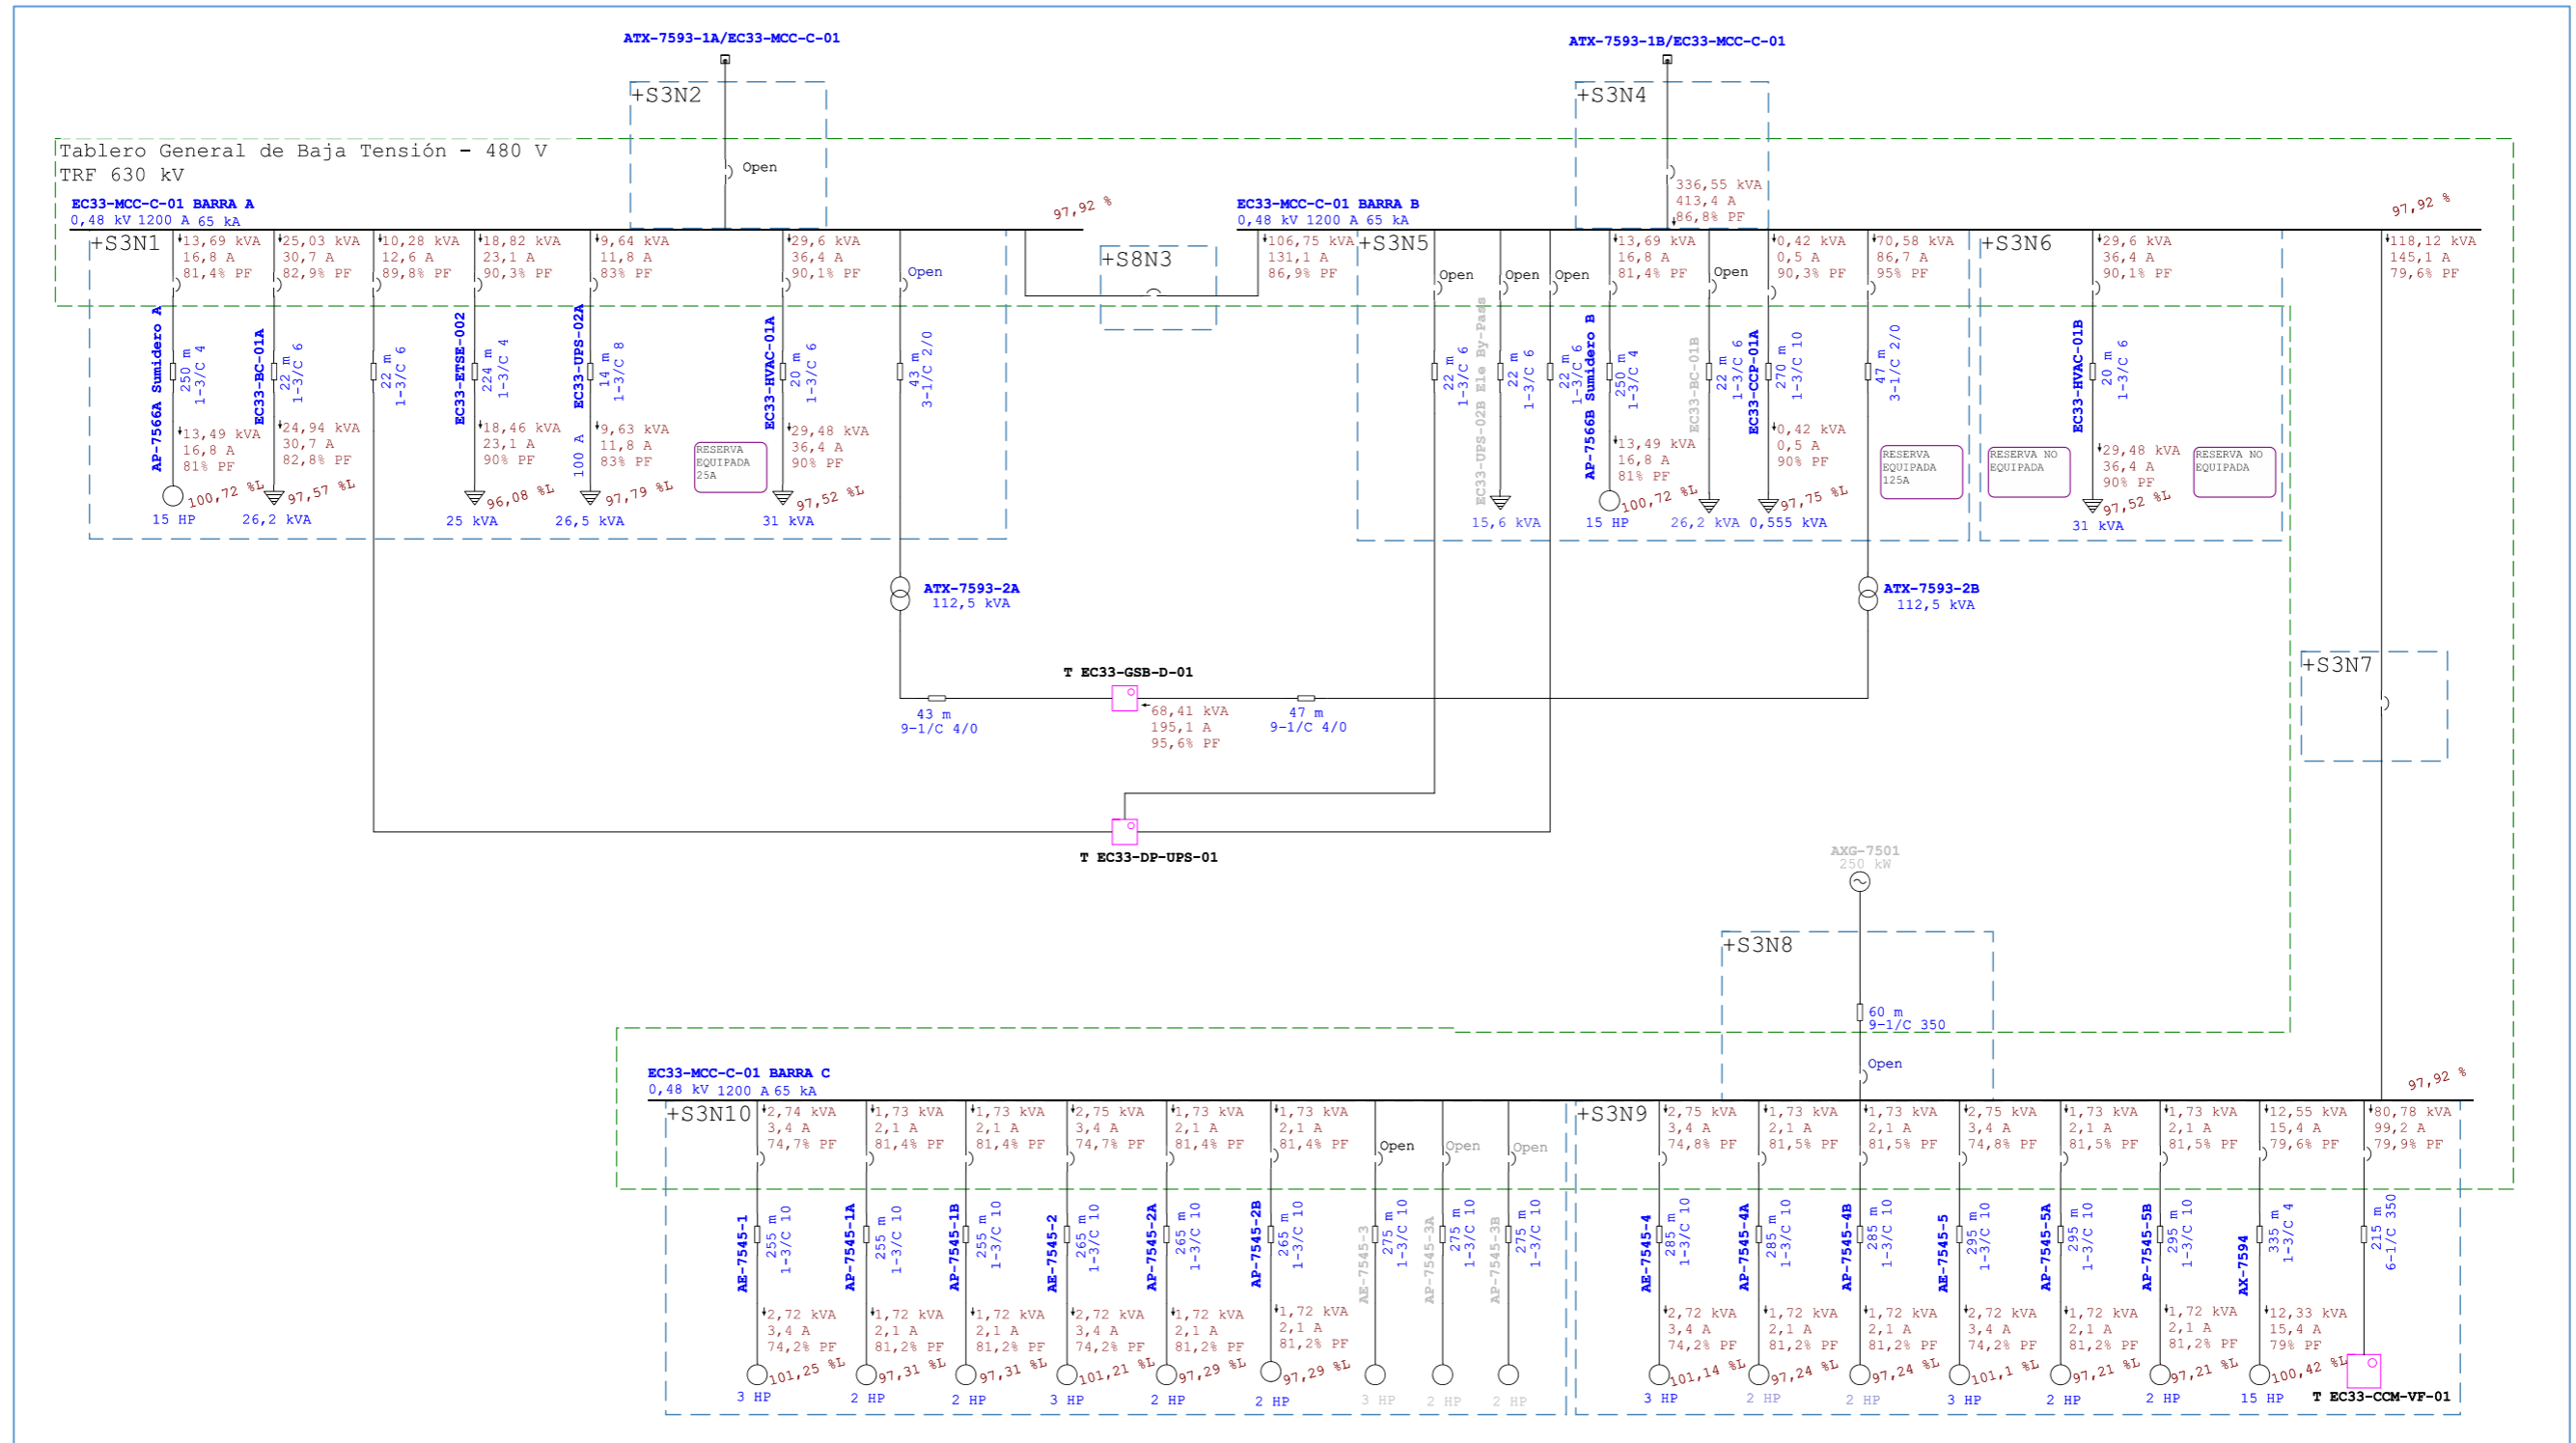 ATX-7593-1A/EC33-MCC-C-01
ATX-7593-1B/EC33-MCC-C-01
+S3N2
+S3N4
Tablero General de Baja Tensión - 480 V
TRF 630 kV
Open
336,55 kVA
413,4 A
86,8% PF
EC33-MCC-C-01 BARRA A
0,48 kV 1200 A 65 kA
97,92 %
EC33-MCC-C-01 BARRA B
0,48 kV 1200 A 65 kA
97,92 %
+S3N1
13,69 kVA
16,8 A
81,4% PF
25,03 kVA
30,7 A
82,9% PF
10,28 kVA
12,6 A
89,8% PF
18,82 kVA
23,1 A
90,3% PF
9,64 kVA
11,8 A
83% PF
29,6 kVA
36,4 A
90,1% PF
Open
+S8N3
106,75 kVA
131,1 A
86,9% PF
+S3N5
Open
Open
Open
13,69 kVA
16,8 A
81,4% PF
Open
0,42 kVA
0,5 A
90,3% PF
70,58 kVA
86,7 A
95% PF
+S3N6
29,6 kVA
36,4 A
90,1% PF
118,12 kVA
145,1 A
79,6% PF
AP-7566A Sumidero A
250 m
1-3/C 4
EC33-BC-01A
22 m
1-3/C 6
22 m
1-3/C 6
EC33-ETSE-002
224 m
1-3/C 4
100 A EC33-UPS-02A
14 m
1-3/C 8
EC33-HVAC-01A
20 m
1-3/C 6
43 m
3-1/C 2/0
22 m
1-3/C 6
EC33-UPS-02B Ele By-Pass
22 m
1-3/C 6
22 m
1-3/C 6
AP-7566B Sumidero B
250 m
1-3/C 4
EC33-BC-01B
22 m
1-3/C 6
EC33-CCP-01A
270 m
1-3/C 10
47 m
3-1/C 2/0
EC33-HVAC-01B
20 m
1-3/C 6
13,49 kVA
16,8 A
81% PF
24,94 kVA
30,7 A
82,8% PF
18,46 kVA
23,1 A
90% PF
9,63 kVA
11,8 A
83% PF
RESERVA
EQUIPADA
25A
29,48 kVA
36,4 A
90% PF
13,49 kVA
16,8 A
81% PF
0,42 kVA
0,5 A
90% PF
RESERVA
EQUIPADA
125A
RESERVA NO
EQUIPADA
29,48 kVA
36,4 A
90% PF
RESERVA NO
EQUIPADA
100,72 %L
97,57 %L
96,08 %L
97,79 %L
97,52 %L
100,72 %L
97,75 %L
97,52 %L
15 HP
26,2 kVA
25 kVA
26,5 kVA
31 kVA
15,6 kVA
15 HP
26,2 kVA
0,555 kVA
31 kVA
ATX-7593-2A
112,5 kVA
ATX-7593-2B
112,5 kVA
T EC33-GSB-D-01
+S3N7
43 m
9-1/C 4/0
68,41 kVA
195,1 A
95,6% PF
47 m
9-1/C 4/0
T EC33-DP-UPS-01
AXG-7501
250 kW
+S3N8
60 m
9-1/C 350
Open
EC33-MCC-C-01 BARRA C
0,48 kV 1200 A 65 kA
97,92 %
+S3N10
2,74 kVA
3,4 A
74,7% PF
1,73 kVA
2,1 A
81,4% PF
1,73 kVA
2,1 A
81,4% PF
2,75 kVA
3,4 A
74,7% PF
1,73 kVA
2,1 A
81,4% PF
1,73 kVA
2,1 A
81,4% PF
Open
Open
Open
+S3N9
2,75 kVA
3,4 A
74,8% PF
1,73 kVA
2,1 A
81,5% PF
1,73 kVA
2,1 A
81,5% PF
2,75 kVA
3,4 A
74,8% PF
1,73 kVA
2,1 A
81,5% PF
1,73 kVA
2,1 A
81,5% PF
12,55 kVA
15,4 A
79,6% PF
80,78 kVA
99,2 A
79,9% PF
AE-7545-1
255 m
1-3/C 10
AP-7545-1A
255 m
1-3/C 10
AP-7545-1B
255 m
1-3/C 10
AE-7545-2
265 m
1-3/C 10
AP-7545-2A
265 m
1-3/C 10
AP-7545-2B
265 m
1-3/C 10
AE-7545-3
275 m
1-3/C 10
AP-7545-3A
275 m
1-3/C 10
AP-7545-3B
275 m
1-3/C 10
AE-7545-4
285 m
1-3/C 10
AP-7545-4A
285 m
1-3/C 10
AP-7545-4B
285 m
1-3/C 10
AE-7545-5
295 m
1-3/C 10
AP-7545-5A
295 m
1-3/C 10
AP-7545-5B
295 m
1-3/C 10
AX-7594
335 m
1-3/C 4
215 m
6-1/C 350
2,72 kVA
3,4 A
74,2% PF
1,72 kVA
2,1 A
81,2% PF
1,72 kVA
2,1 A
81,2% PF
2,72 kVA
3,4 A
74,2% PF
1,72 kVA
2,1 A
81,2% PF
1,72 kVA
2,1 A
81,2% PF
2,72 kVA
3,4 A
74,2% PF
1,72 kVA
2,1 A
81,2% PF
1,72 kVA
2,1 A
81,2% PF
2,72 kVA
3,4 A
74,2% PF
1,72 kVA
2,1 A
81,2% PF
1,72 kVA
2,1 A
81,2% PF
12,33 kVA
15,4 A
79% PF
101,25 %L
97,31 %L
97,31 %L
101,21 %L
97,29 %L
97,29 %L
101,14 %L
97,24 %L
97,24 %L
101,1 %L
97,21 %L
97,21 %L
100,42 %L
3 HP
2 HP
2 HP
3 HP
2 HP
2 HP
3 HP
2 HP
2 HP
3 HP
2 HP
2 HP
3 HP
2 HP
2 HP
15 HP
T EC33-CCM-VF-01